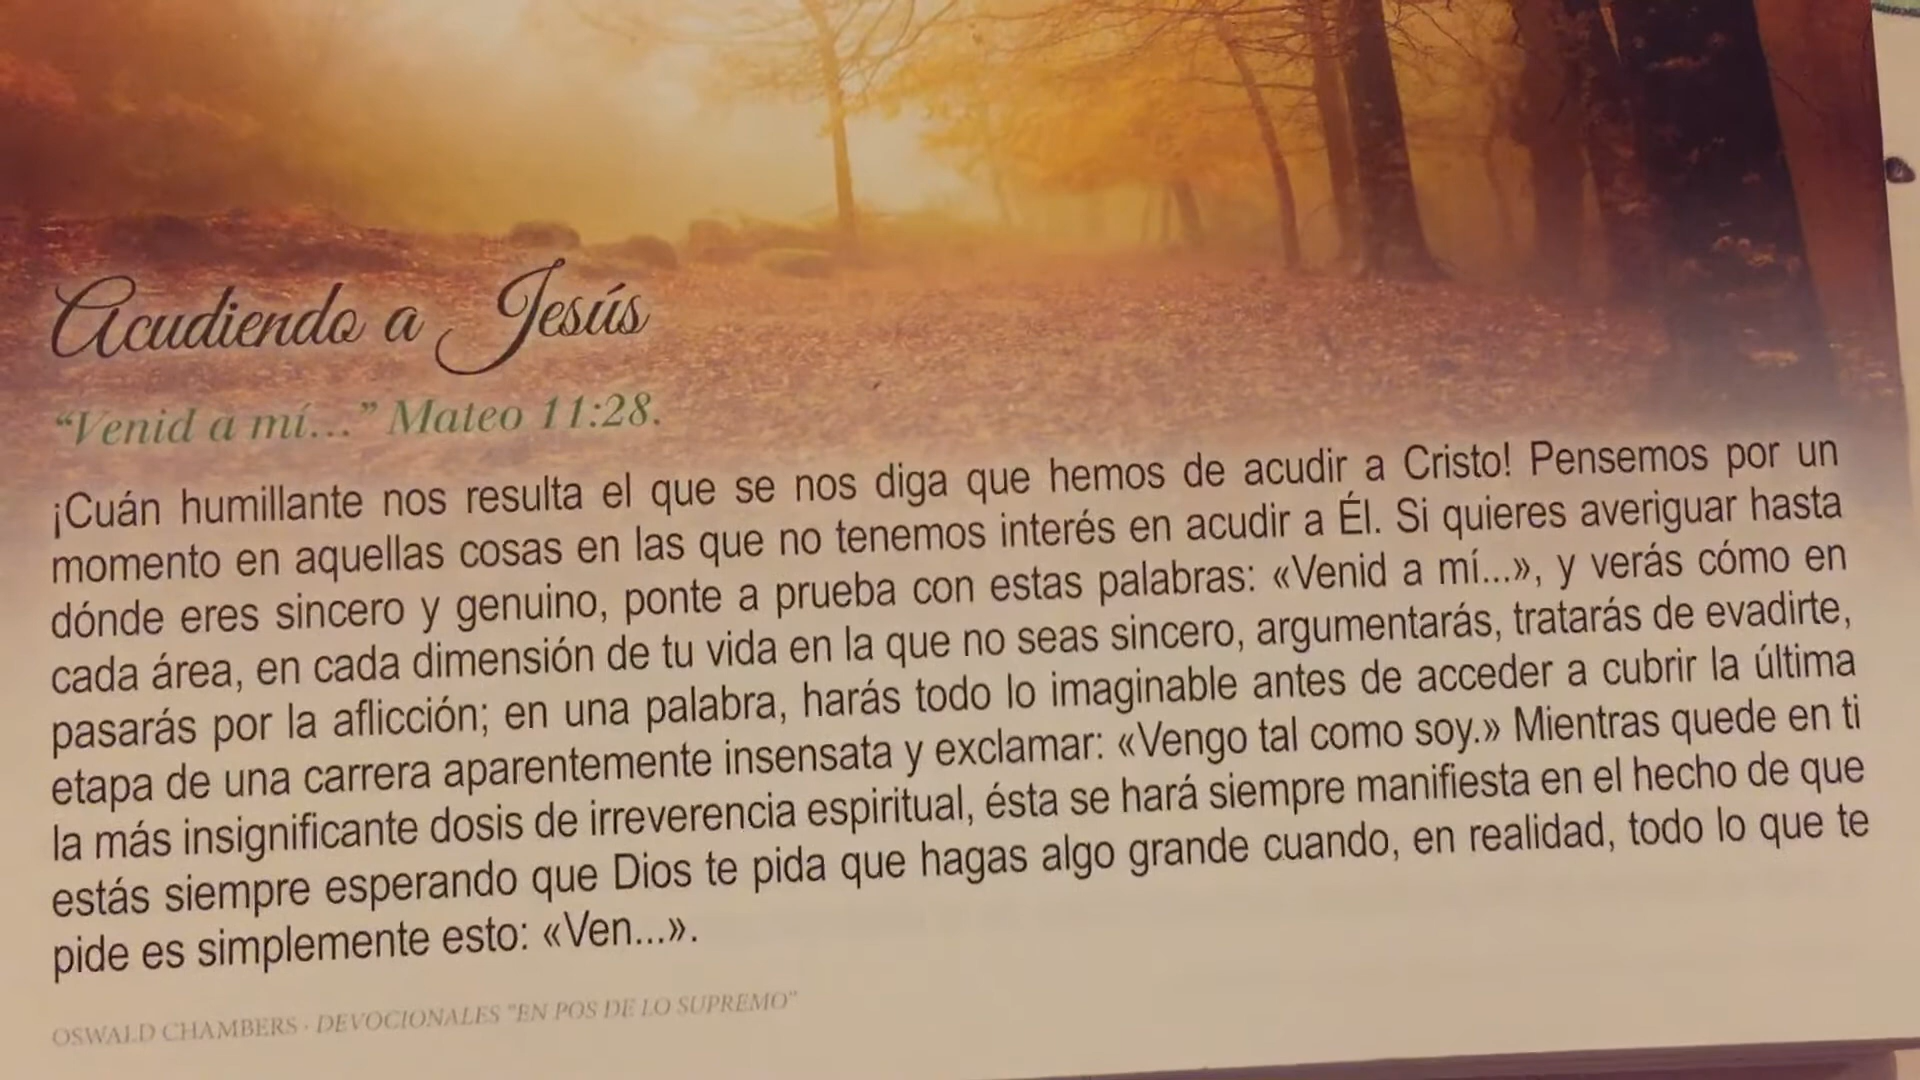 Acudiendo a Jesús
“Venid a mí...” Mateo 11:28.
¡Cuán humillante nos resulta el que se nos diga que hemos de acudir a Cristo! Pensemos por un
momento en aquellas cosas en las que no tenemos interés en acudir a Él. Si quieres averiguar hasta
dónde eres sincero y genuino, ponte a prueba con estas palabras: «Venid a mí...», y verás cómo en
cada área, en cada dimensión de tu vida en la que no seas sincero, argumentarás, tratarás de evadirte,
pasarás por la aflicción; en una palabra, harás todo lo imaginable antes de acceder a cubrir la última
etapa de una carrera aparentemente insensata y exclamar: «Vengo tal como soy.» Mientras quede en ti
la más insignificante dosis de irreverencia espiritual, ésta se hará siempre manifiesta en el hecho de que
estás siempre esperando que Dios te pida que hagas algo grande cuando, en realidad, todo lo que te
pide es simplemente esto: «Ven...».
OSWALD CHAMBERS · DEVOCIONALES "EN POS DE LO SUPREMO"